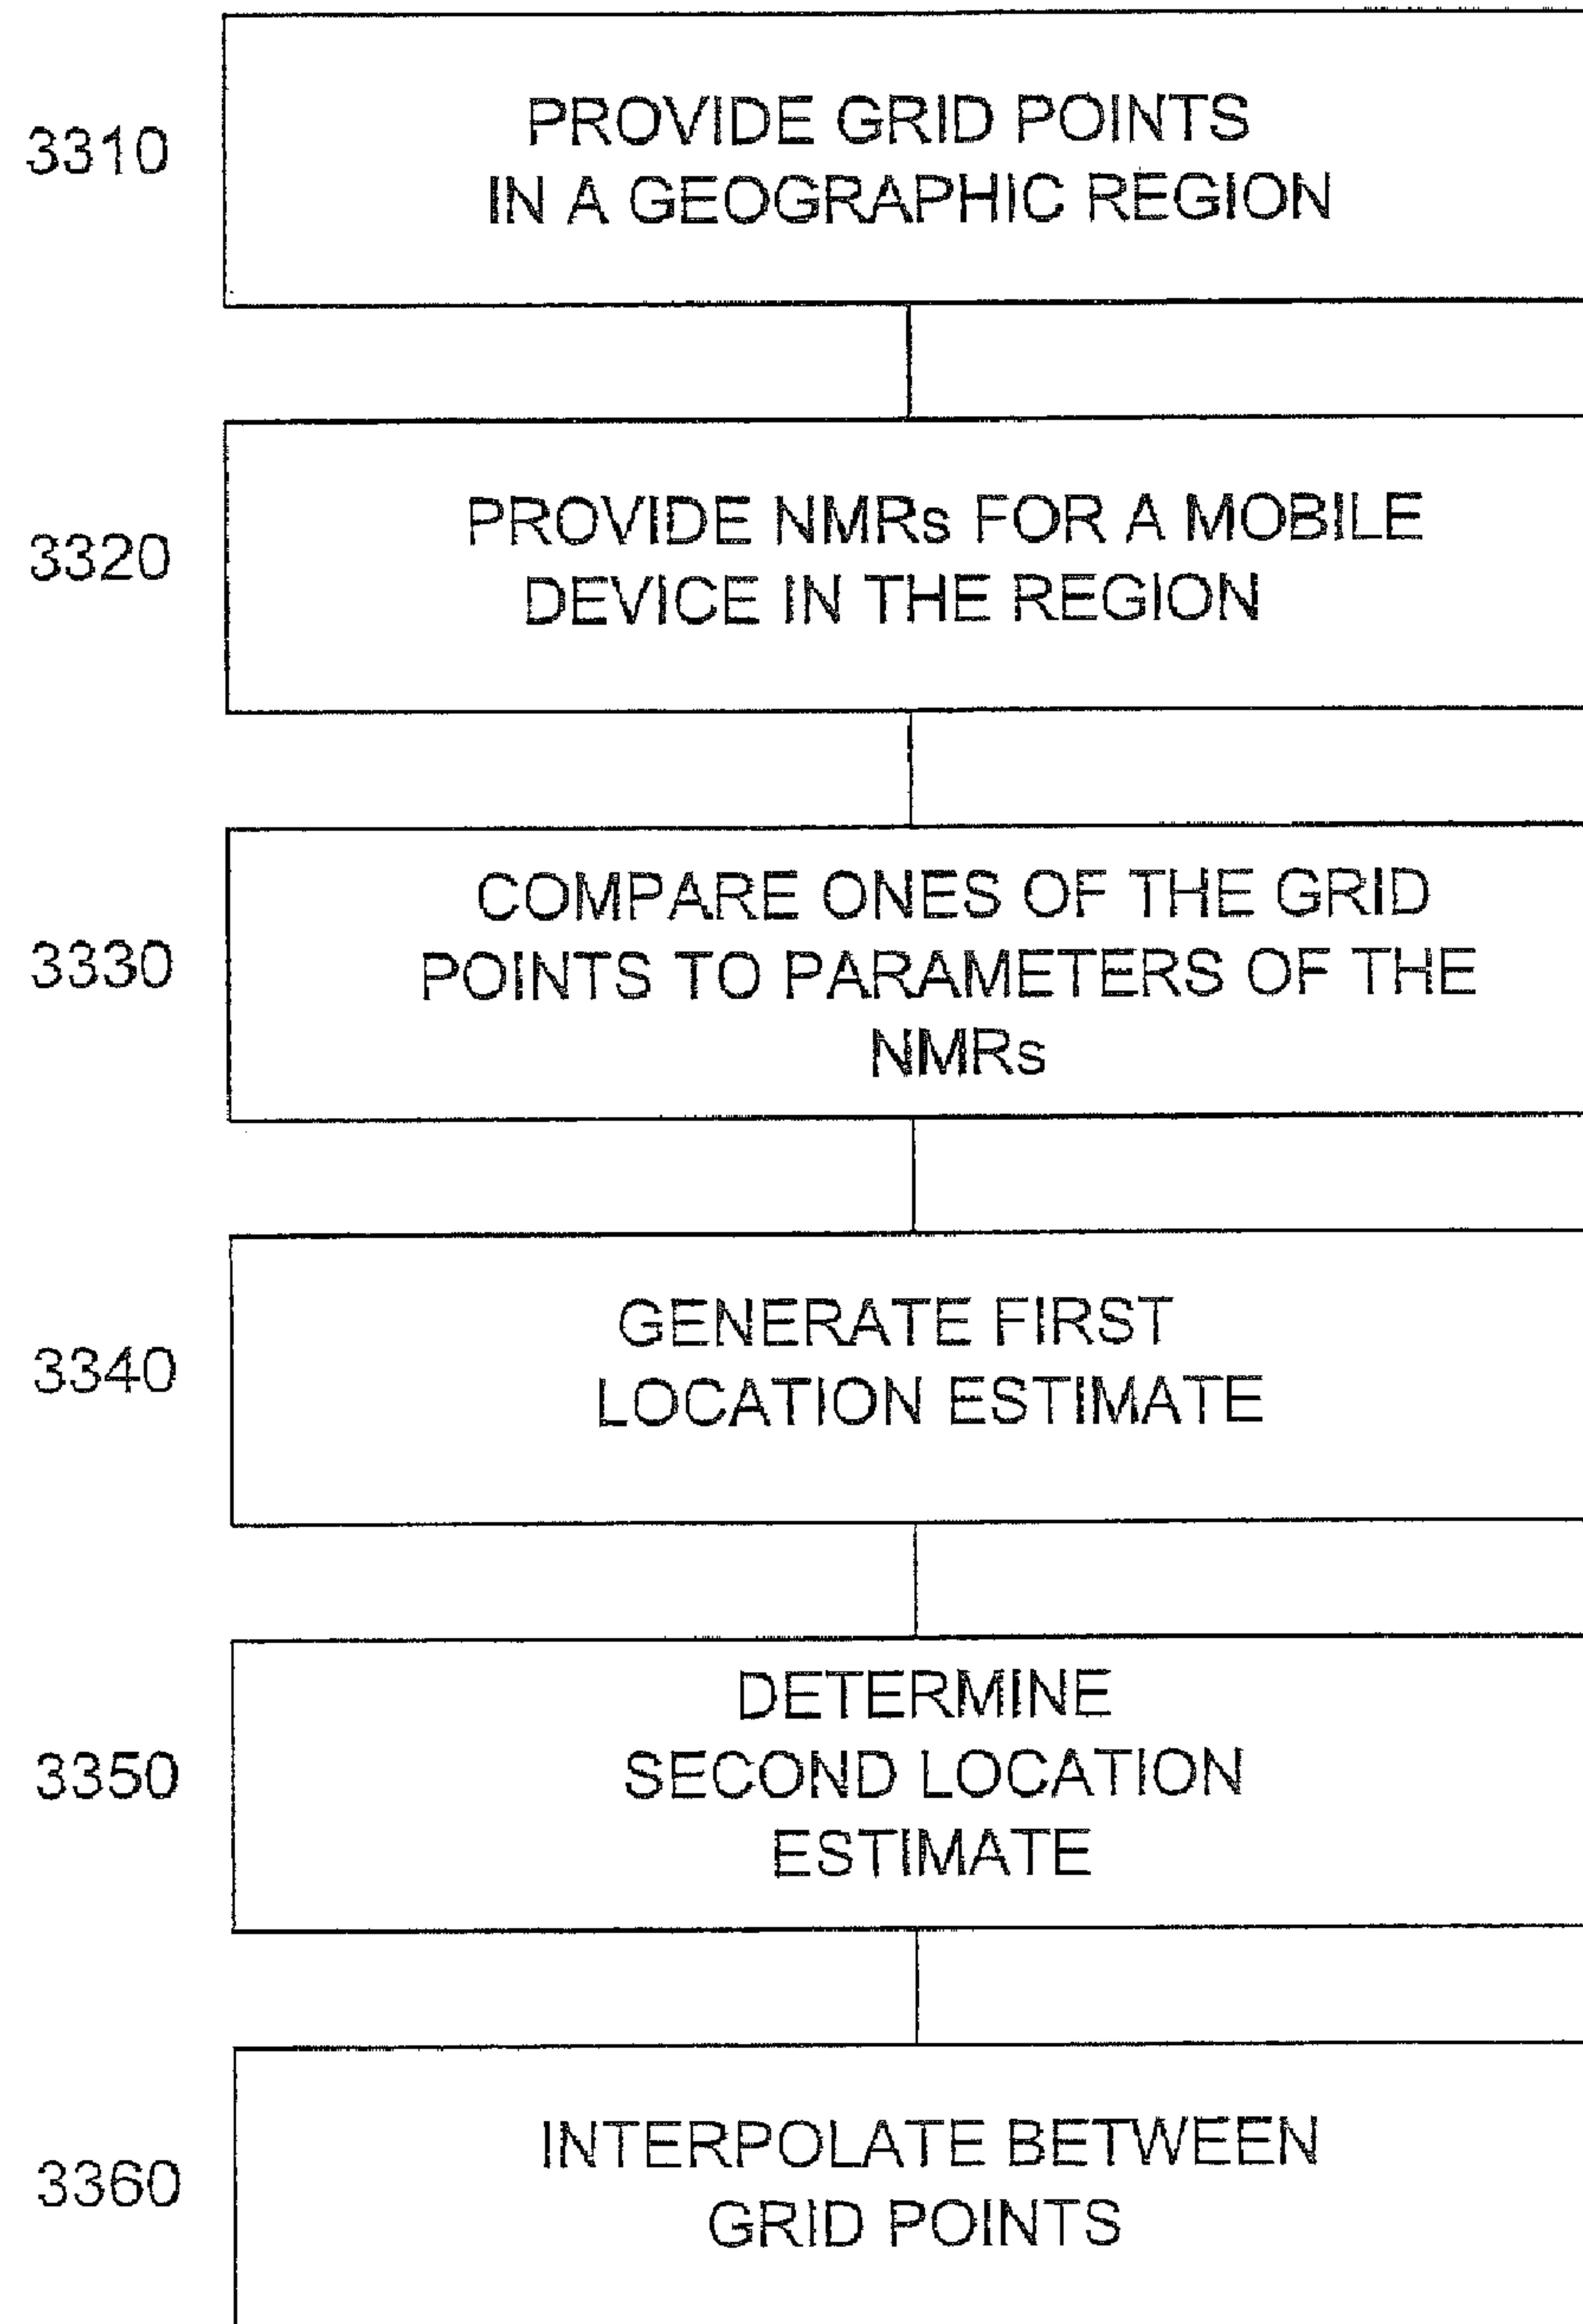 3310
PROVIDE GRID POINTS
IN A GEOGRAPHIC REGION
3320
PROVIDE NMRs FOR A MOBILE
DEVICE IN THE REGION
3330
COMPARE ONES OF THE GRID
POINTS TO PARAMETERS OF THE
NMRs
3340
GENERATE FIRST
LOCATION ESTIMATE
3350
DETERMINE
SECOND LOCATION
ESTIMATE
3360
INTERPOLATE BETWEEN
GRID POINTS